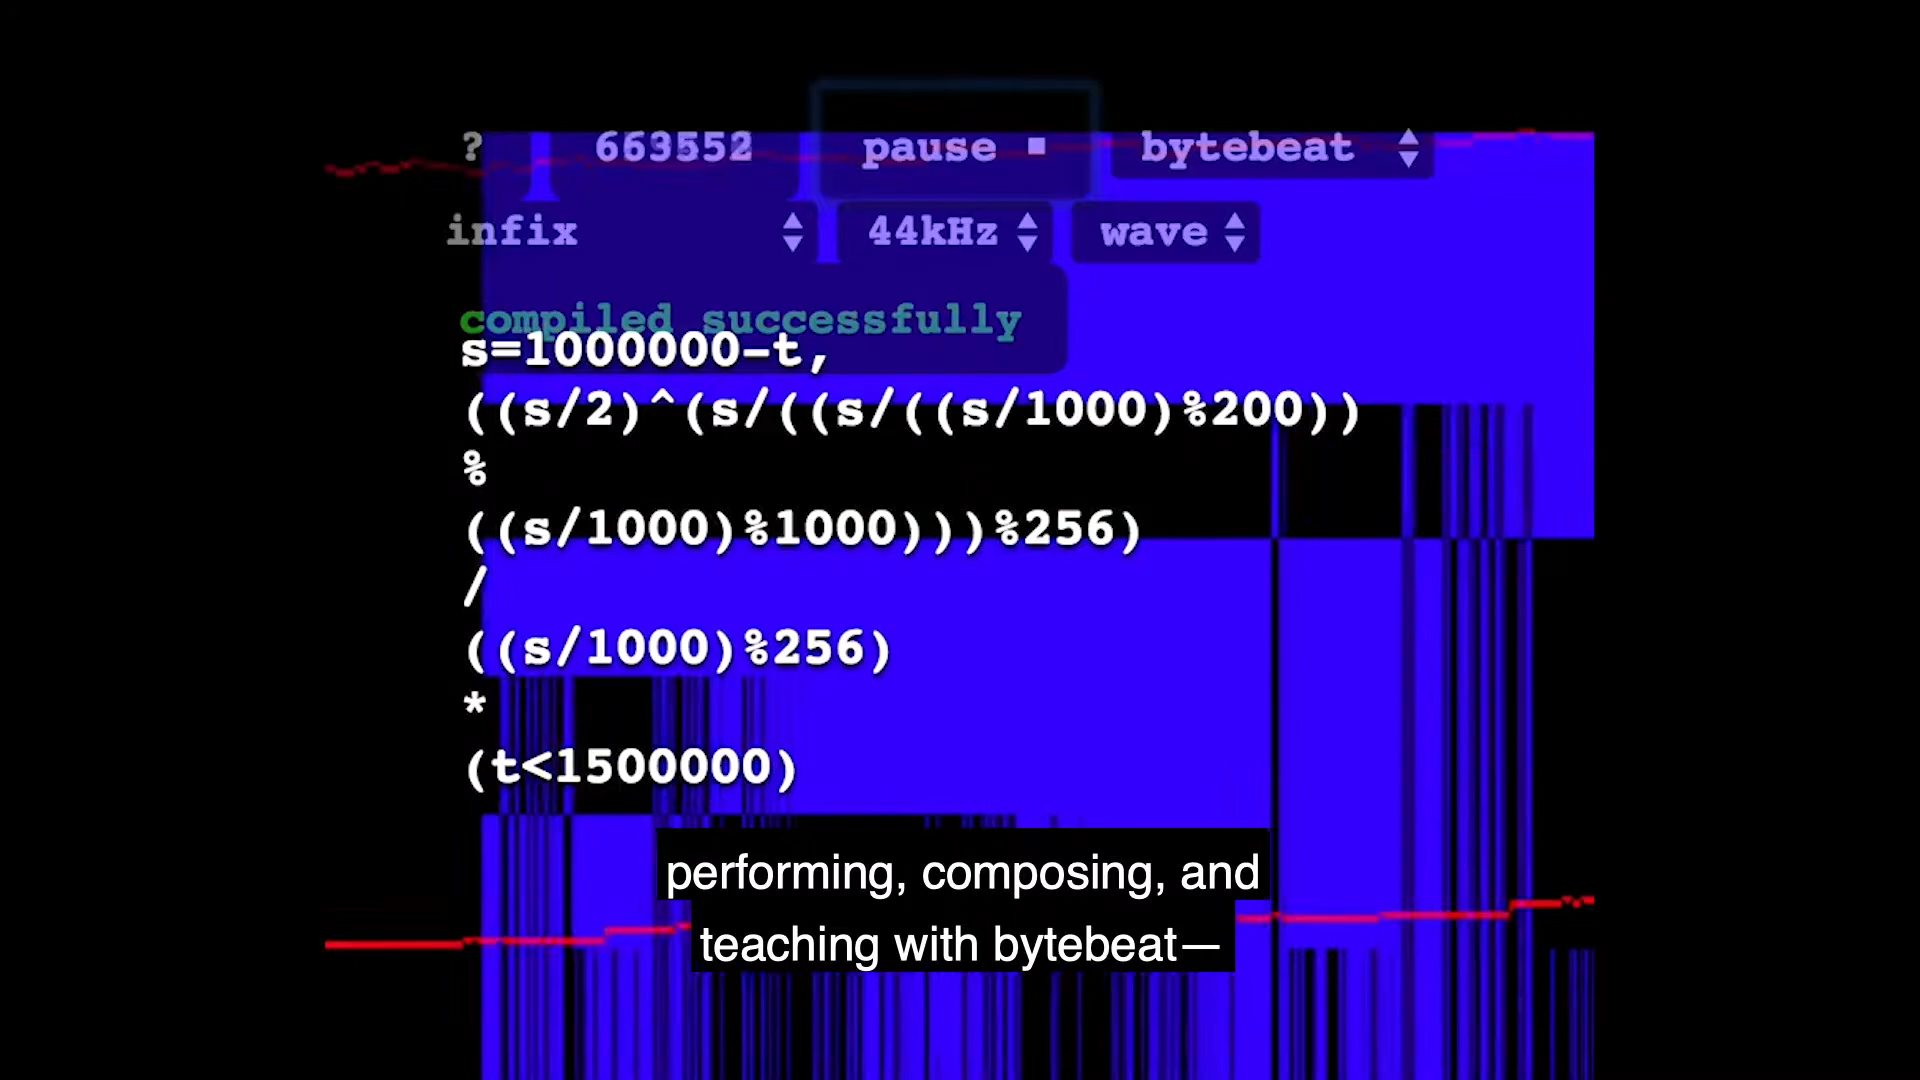 ? 663552 pause ■ bytebeat
infix 44kHz wave
compiled successfully
s=1000000-t,
((s/2)^(s/((s/((s/1000)%200))
%
((s/1000)%1000)))%256)
/
((s/1000)%256)
*
(t<1500000)
performing, composing, and
teaching with bytebeat—